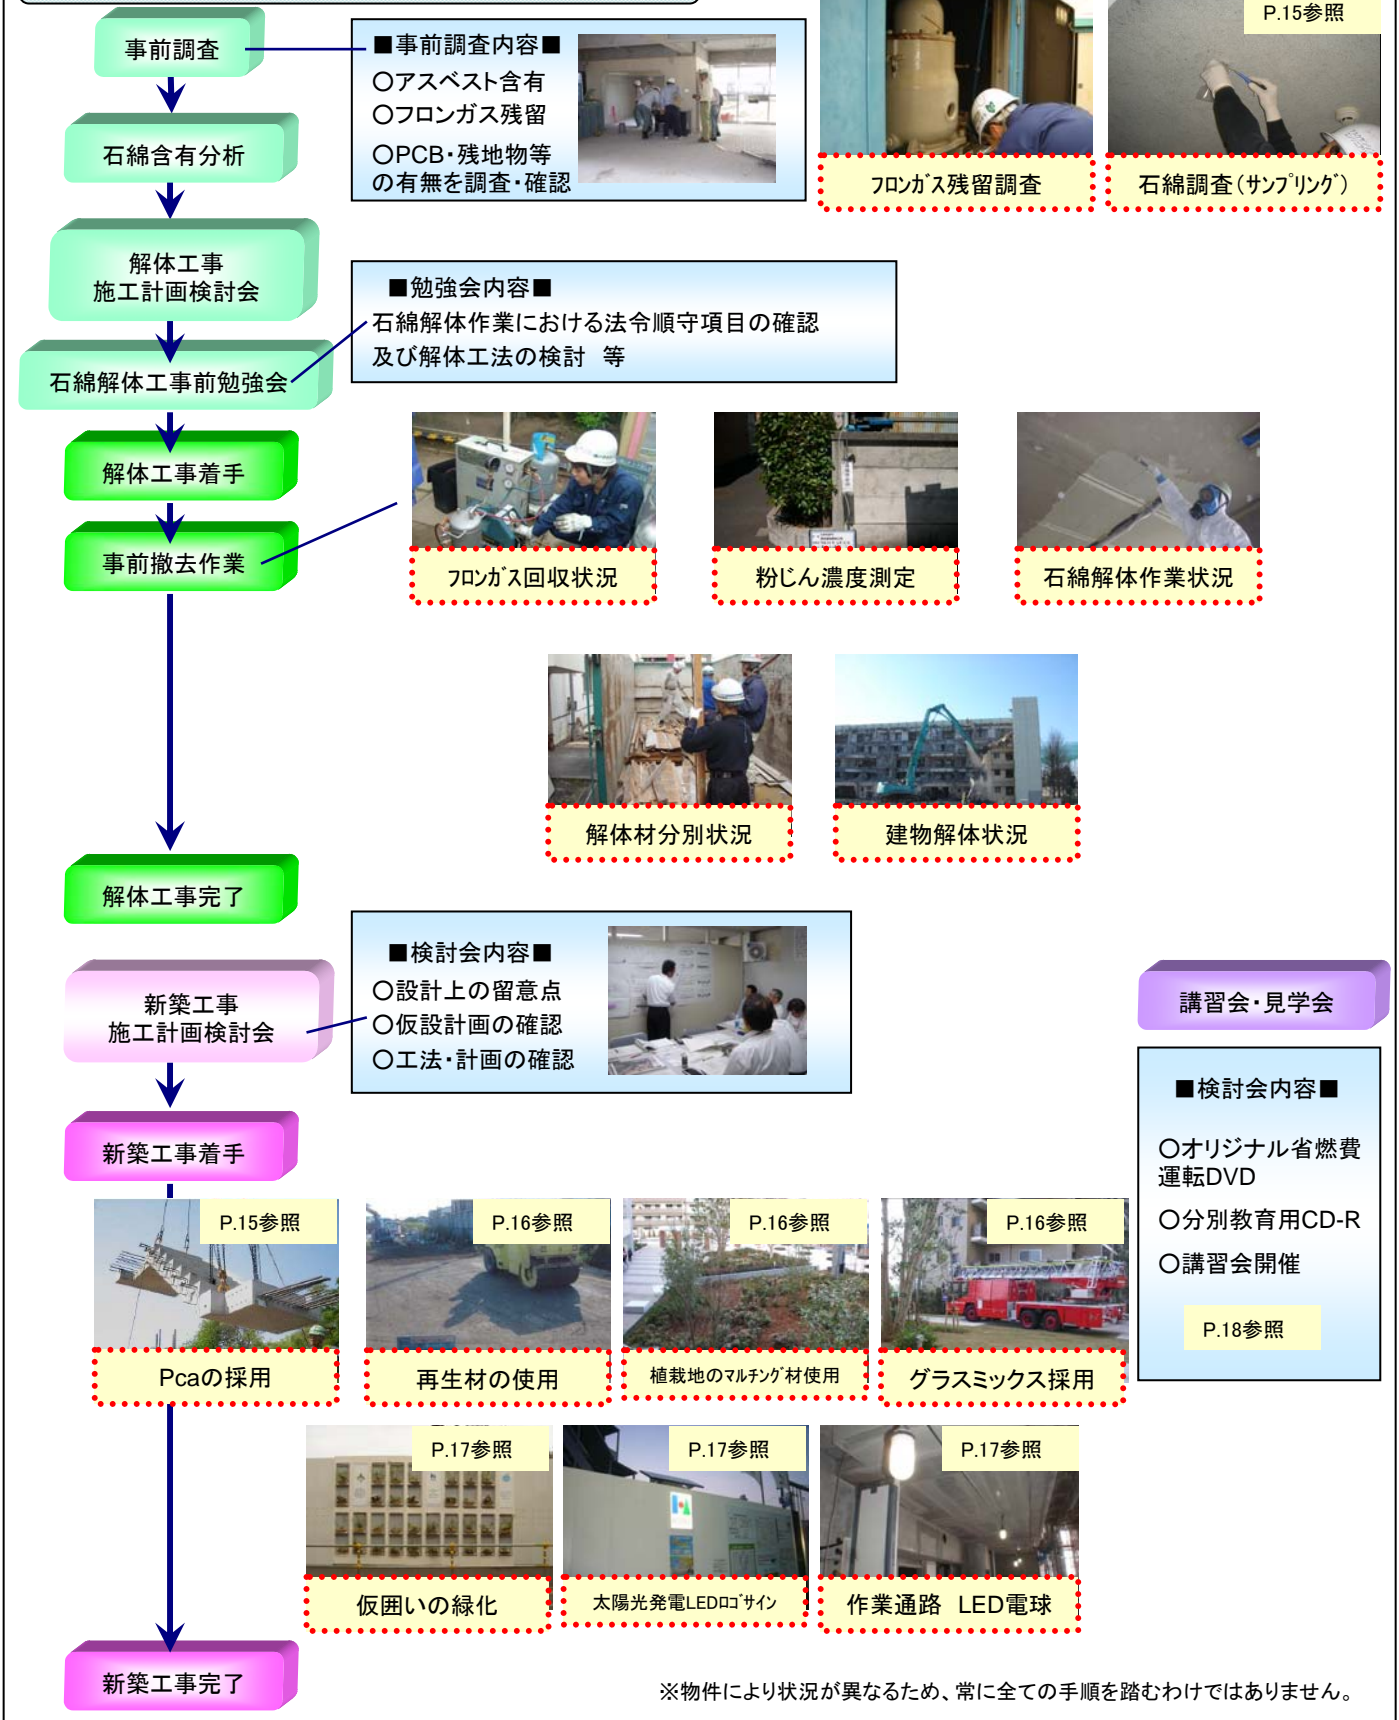 P.15参照
事前調査
■事前調査内容■
○アスベスト含有
○フロンガス残留
○PCB・残地物等
の有無を調査・確認
フロンガス残留調査
石綿調査(サンプリング)
石綿含有分析
解体工事
施工計画検討会
■勉強会内容■
石綿解体作業における法令順守項目の確認
及び解体工法の検討 等
石綿解体工事前勉強会
解体工事着手
事前撤去作業
フロンガス回収状況
粉じん濃度測定
石綿解体作業状況
解体材分別状況
建物解体状況
解体工事完了
■検討会内容■
○設計上の留意点
○仮設計画の確認
○工法・計画の確認
新築工事
施工計画検討会
講習会・見学会
■検討会内容■
○オリジナル省燃費
運転DVD
○分別教育用CD-R
○講習会開催
P.18参照
新築工事着手
P.15参照
P.16参照
P.16参照
P.16参照
Pcaの採用
再生材の使用
植栽地のマルチング材使用
グラスミックス採用
P.17参照
P.17参照
P.17参照
仮囲いの緑化
太陽光発電LEDロゴサイン
作業通路 LED電球
新築工事完了
※物件により状況が異なるため、常に全ての手順を踏むわけではありません。